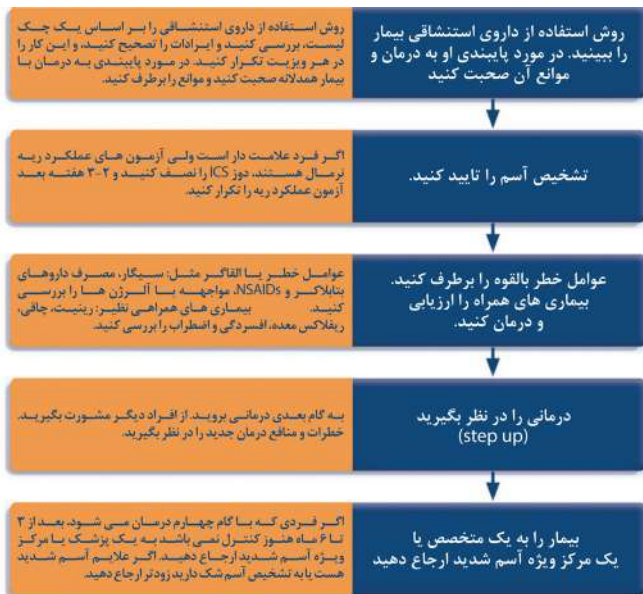 روش استفاده از داروی استنشاقی بیمار
را ببینید. در مورد پایبندی او به درمان و
موانع آن صحبت کنید
روش استفاده از داروی استنشاقی را بر اساس یک چک
لیست، بررسی کنید و ایرادات را تصحیح کنید، و این کار را
در هر ویزیت تکرار کنید. در مورد پایبندی به درمان با
بیمار همدلانه صحبت کنید و موانع را برطرف کنید.
تشخیص آسم را تایید کنید.
اگر فرد علامت دار است ولی آزمون های عملکرد ریه
نرمال هستند، دوز ICS را نصف کنید و ۲-۳ هفته بعد
آزمون عملکرد ریه را تکرار کنید.
عوامل خطر بالقوه را برطرف کنید.
بیماری های همراه را ارزیابی
و درمان کنید.
عوامل خطر یا القاگر مثل: سیگار، مصرف داروهای
بتابلاکر و NSAIDs، مواجهه با آلرژن ها را بررسی
کنید. بیماری های همراهی نظیر: رینیت، چاقی،
ریفلاکس معده، افسردگی و اضطراب را بررسی کنید.
درمانی را در نظر بگیرید
(step up)
به گام بعدی درمانی بروید. از افراد دیگر مشورت بگیرید.
خطرات و منافع درمان جدید را در نظر بگیرید.
بیمار را به یک متخصص یا
یک مرکز ویژه آسم شدید ارجاع دهید
اگر فردی که با گام چهارم درمان می شود، بعد از ۳
تا ۶ ماه هنوز کنترل نمی باشد به یک پزشک یا مرکز
ویژه آسم شدید ارجاع دهید. اگر علایم آسم شدید
هست یا به تشخیص آسم شک دارید زودتر ارجاع دهید.